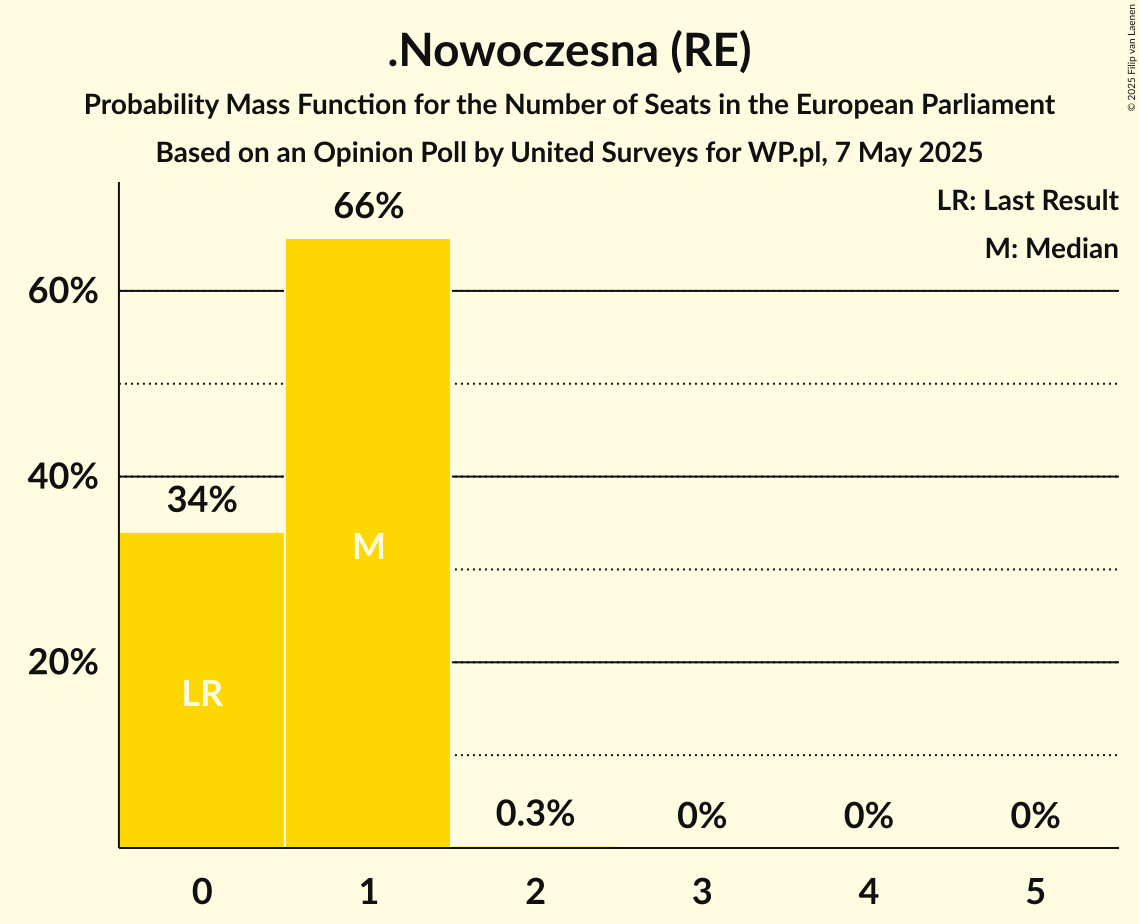 .Nowoczesna (RE)
Probability Mass Function for the Number of Seats in the European Parliament
Based on an Opinion Poll by United Surveys for WP.pl, 7 May 2025
© 2025 Filip van Laenen
LR: Last Result
M: Median
60%
40%
20%
34%
66%
0.3%
0%
0%
0%
LR
M
0
1
2
3
4
5